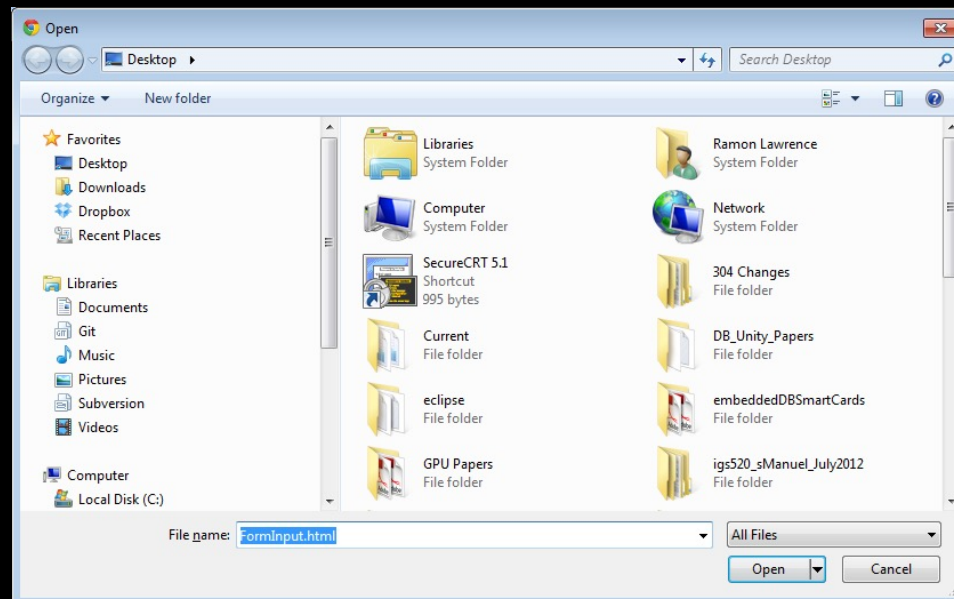 Open
Desktop
Search Desktop
Organize
New folder
Favorites
Desktop
Downloads
Dropbox
Recent Places
Libraries
Documents
Git
Music
Pictures
Subversion
Videos
Computer
Local Disk (C:)
Libraries
System Folder
Ramon Lawrence
System Folder
Computer
System Folder
Network
System Folder
SecureCRT 5.1
Shortcut
995 bytes
304 Changes
File folder
Current
File folder
DB_Unity_Papers
File folder
eclipse
File folder
embeddedDBSmartCards
File folder
GPU Papers
File folder
igs520_sManuel_July2012
File folder
File name: FormInput.html
All Files
Open
Cancel